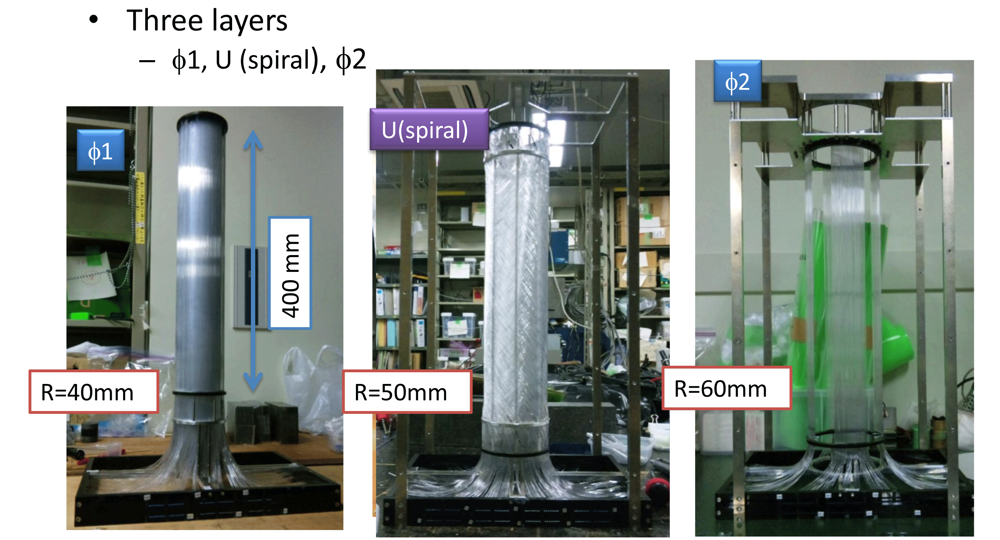 • Three layers
– ϕ1, U (spiral), ϕ2
ϕ1
U(spiral)
ϕ2
400 mm
R=40mm
R=50mm
R=60mm